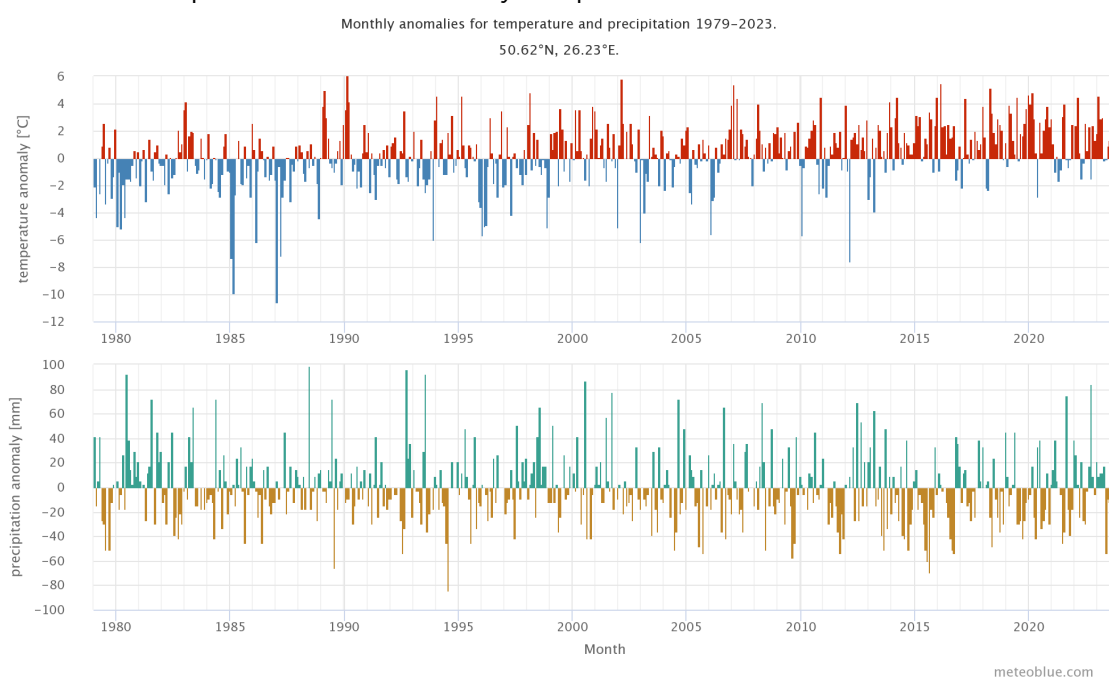 Monthly anomalies for temperature and precipitation 1979–2023.
50.62°N, 26.23°E.
temperature anomaly [°C]
6
4
2
0
−2
−4
−6
−8
−10
−12
1980 1985 1990 1995 2000 2005 2010 2015 2020
precipitation anomaly [mm]
100
80
60
40
20
0
−20
−40
−60
−80
−100
1980 1985 1990 1995 2000 2005 2010 2015 2020
Month
meteoblue.com